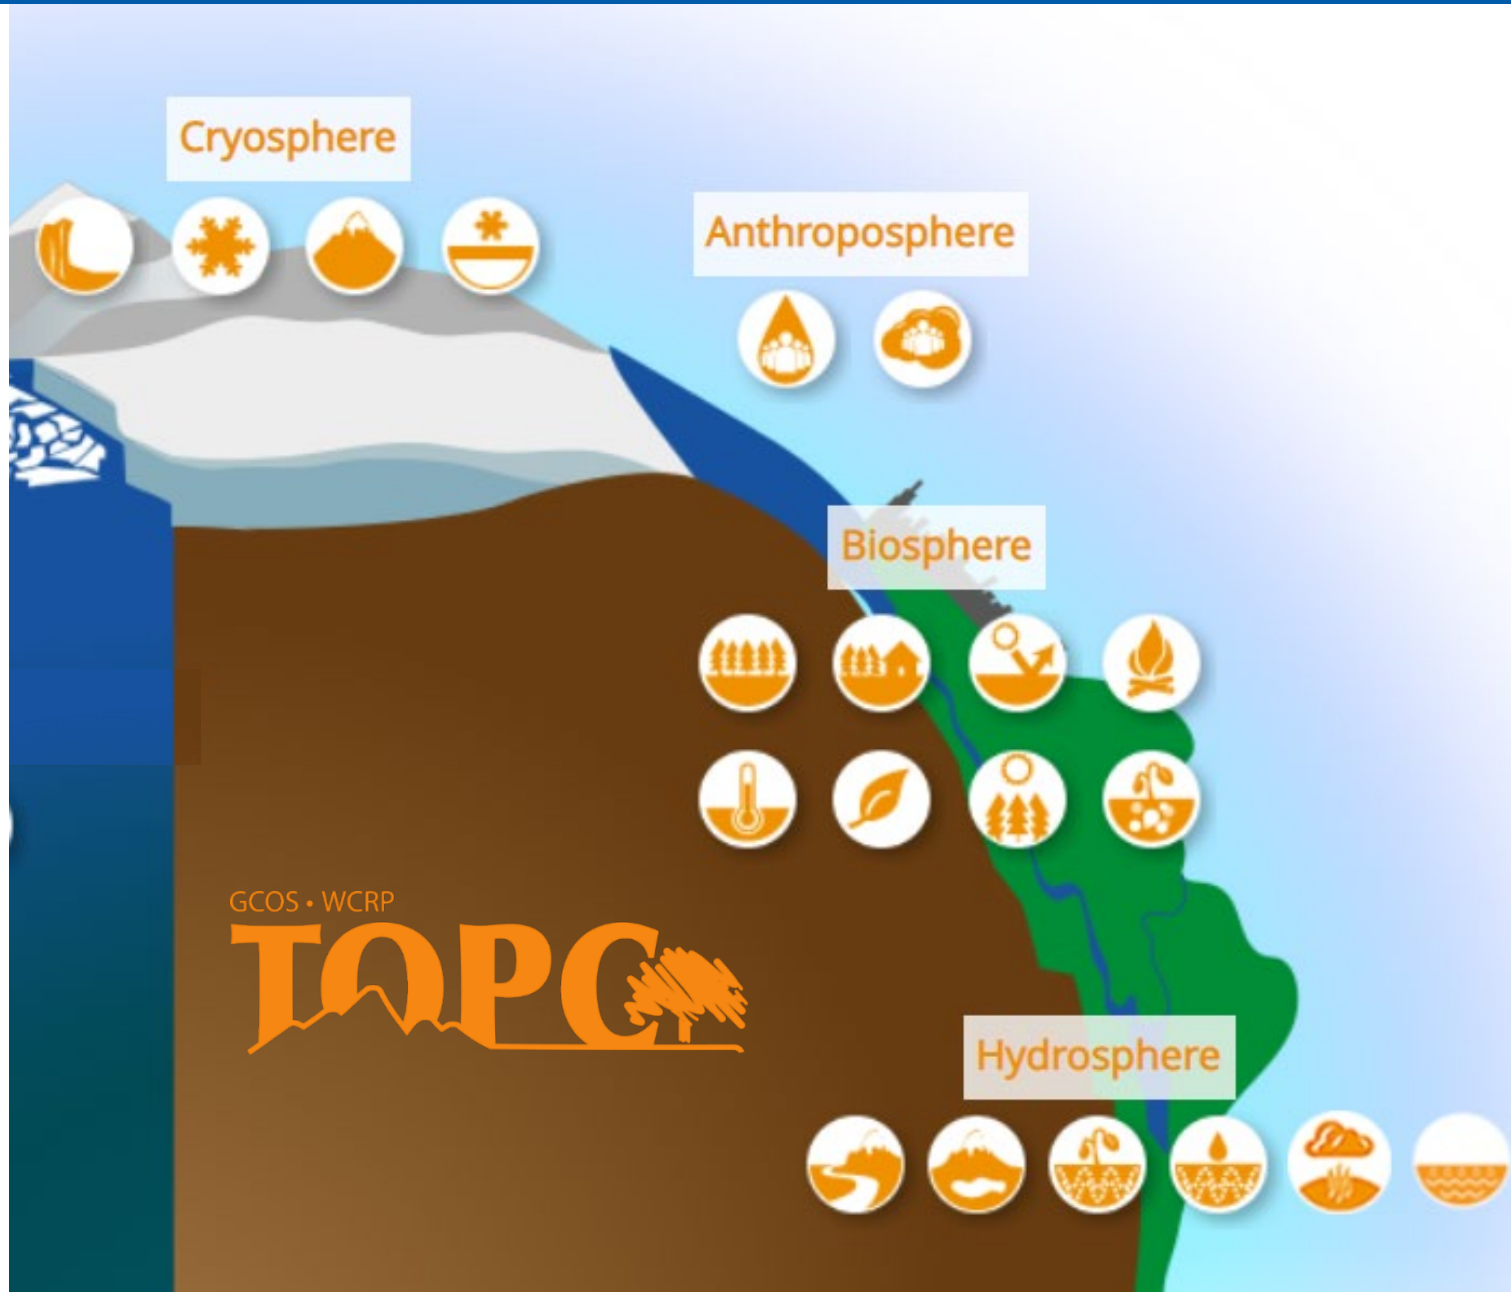 Cryosphere
Anthroposphere
Biosphere
GCOS • WCRP
TOPC
Hydrosphere